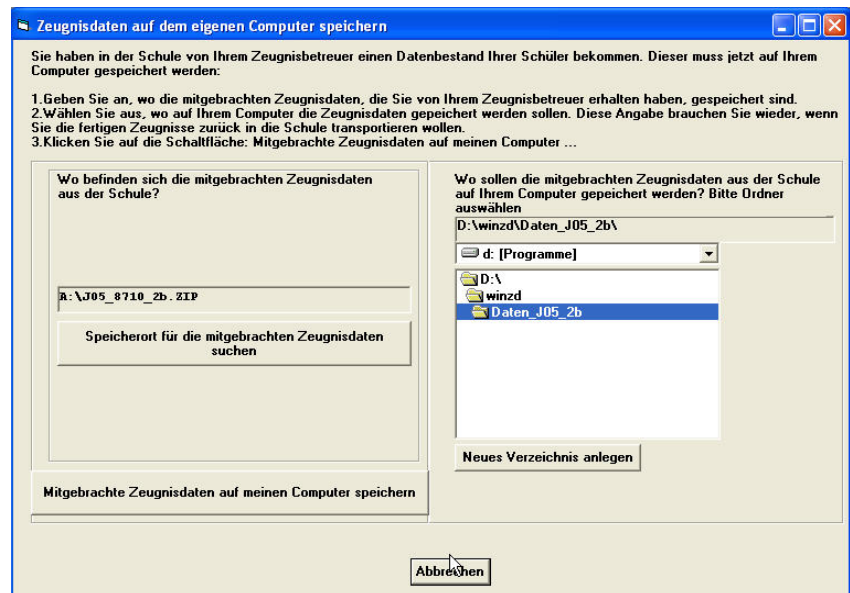 Zeugnisdaten auf dem eigenen Computer speichern
Sie haben in der Schule von Ihrem Zeugnisbetreuer einen Datenbestand Ihrer Schüler bekommen. Dieser muss jetzt auf Ihrem
Computer gespeichert werden:
1.Geben Sie an, wo die mitgebrachten Zeugnisdaten, die Sie von Ihrem Zeugnisbetreuer erhalten haben, gespeichert sind.
2.Wählen Sie aus, wo auf Ihrem Computer die Zeugnisdaten gepeichert werden sollen. Diese Angabe brauchen Sie wieder, wenn
Sie die fertigen Zeugnisse zurück in die Schule transportieren wollen.
3.Klicken Sie auf die Schaltfläche: Mitgebrachte Zeugnisdaten auf meinen Computer ...
Wo befinden sich die mitgebrachten Zeugnisdaten
aus der Schule?
A:\J05_8710_2b.ZIP
Speicherort für die mitgebrachten Zeugnisdaten
suchen
Mitgebrachte Zeugnisdaten auf meinen Computer speichern
Wo sollen die mitgebrachten Zeugnisdaten aus der Schule
auf Ihrem Computer gepeichert werden? Bitte Ordner
auswählen
D:\winzd\Daten_J05_2b\
d: [Programme]
D:\
winzd
Daten_J05_2b
Neues Verzeichnis anlegen
Abbrechen